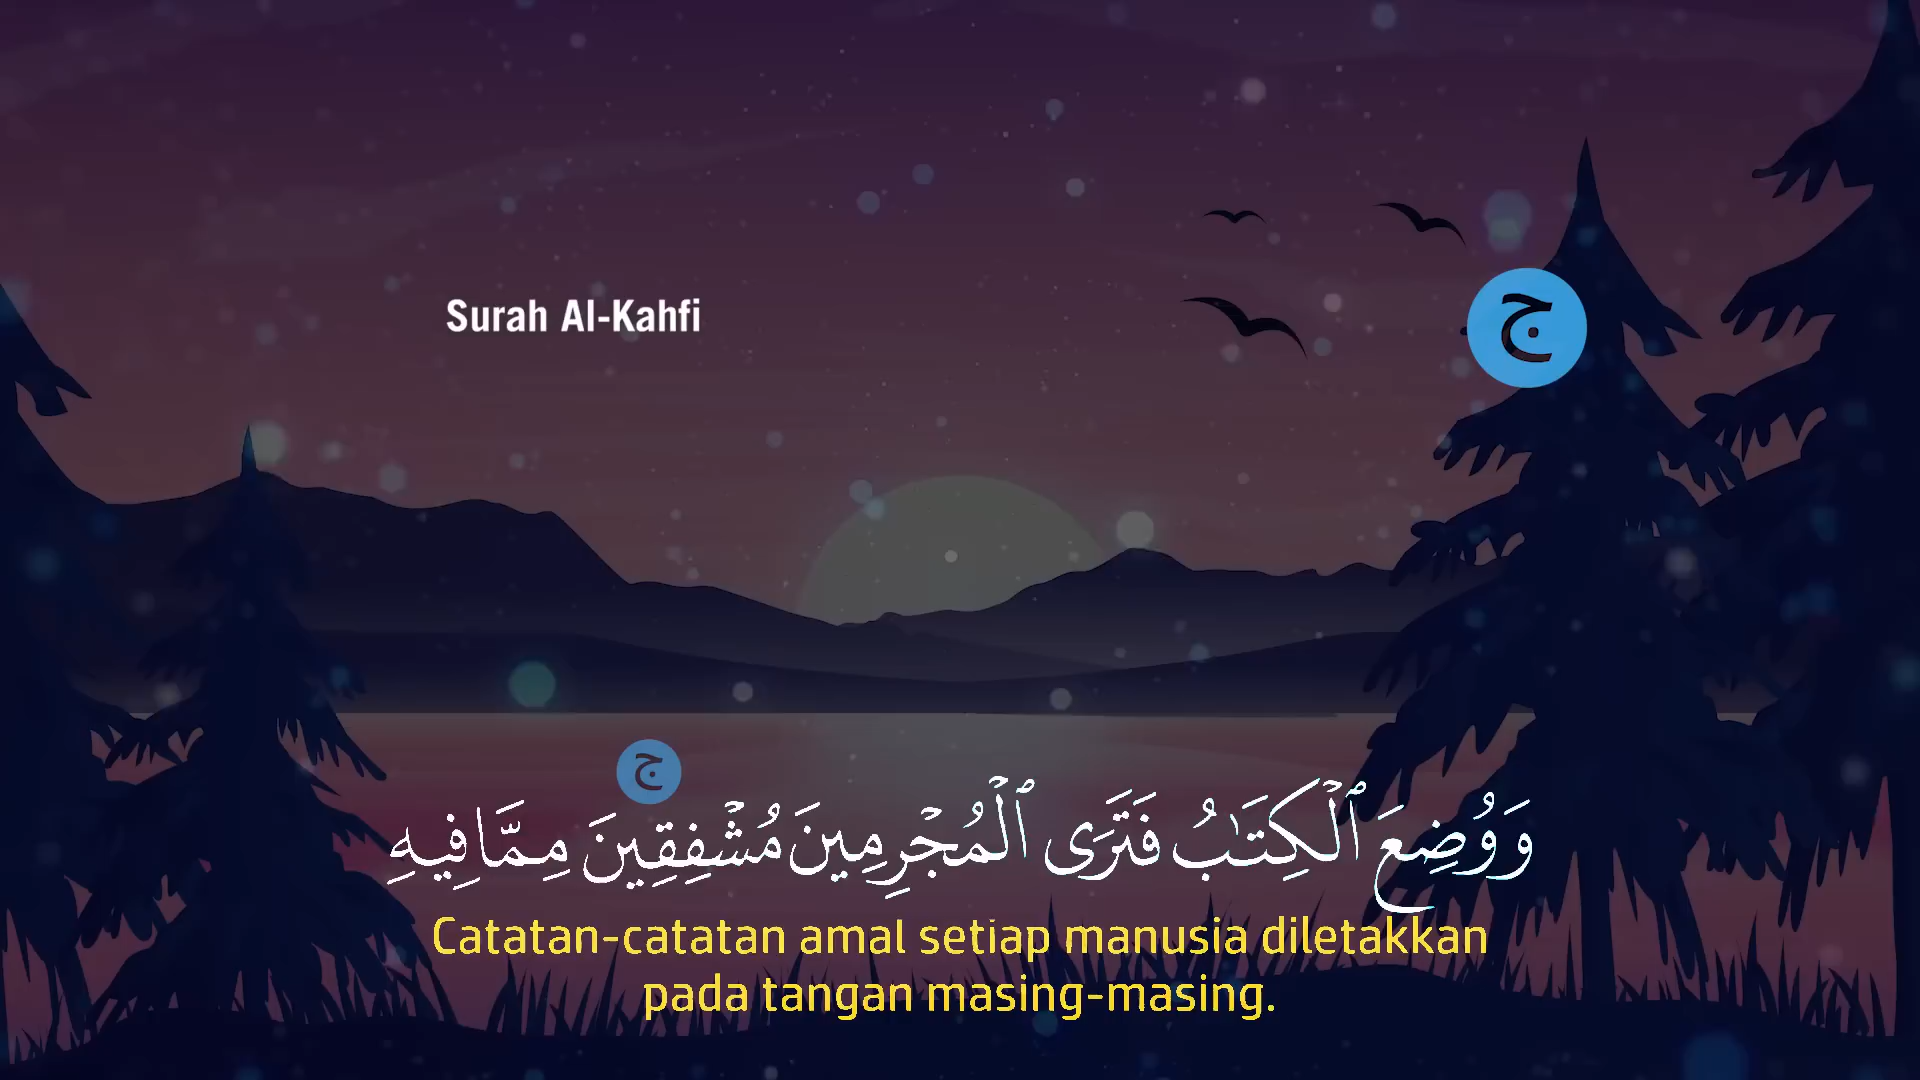 Surah Al-Kahfi
ج
ج
وَوُضِعَ ٱلْكِتَـٰبُ فَتَرَى ٱلْمُجْرِمِينَ مُشْفِقِينَ مِمَّا فِيهِ
Catatan-catatan amal setiap manusia diletakkan
pada tangan masing-masing.